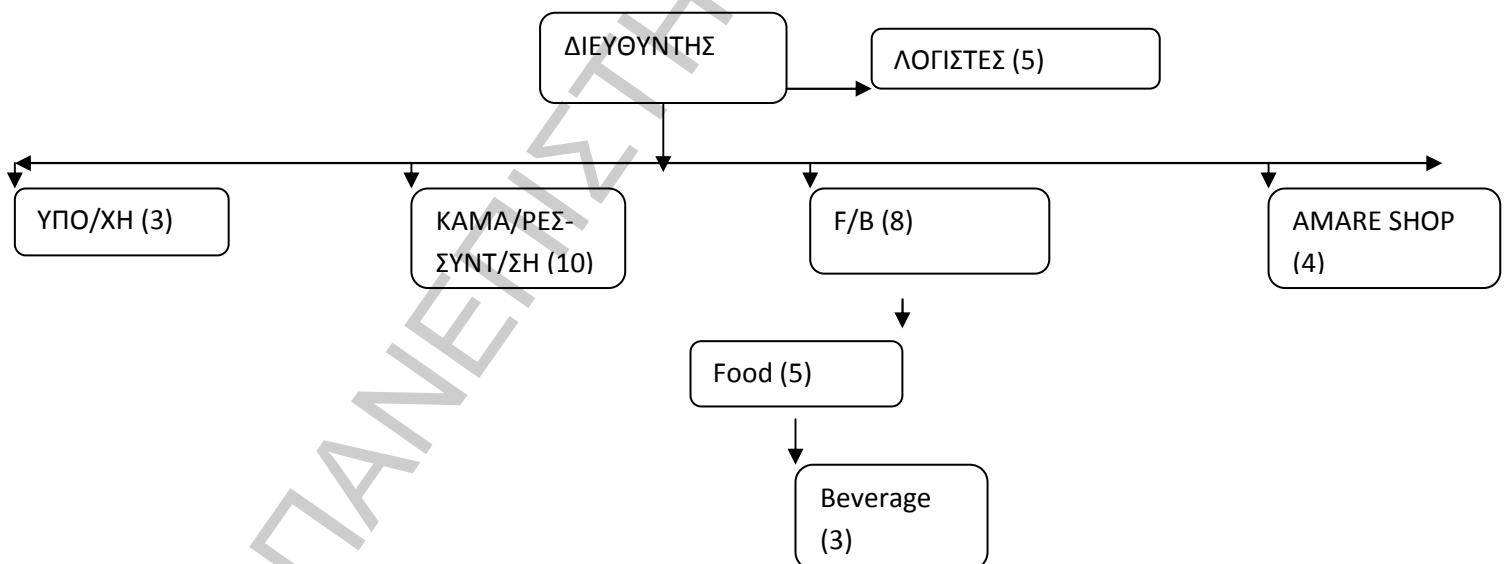 ΔΙΕΥΘΥΝΤΗΣ
ΛΟΓΙΣΤΕΣ (5)
ΥΠΟ/ΧΗ (3)
ΚΑΜΑ/ΡΕΣ-
ΣΥΝΤ/ΣΗ (10)
F/B (8)
AMARE SHOP
(4)
Food (5)
Beverage
(3)
ΠΑΝΕΠΙΣΤΗ